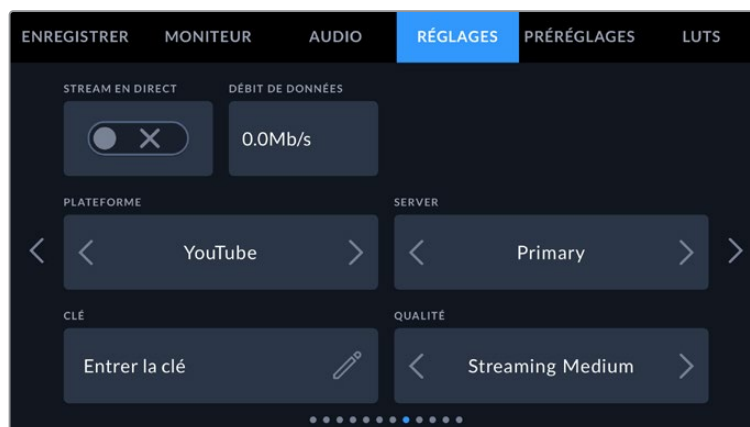 ENREGISTRER MONITEUR AUDIO RÉGLAGES PRÉRÉGLAGES LUTS
STREAM EN DIRECT DÉBIT DE DONNÉES
0.0Mb/s
PLATEFORME SERVER
YouTube Primary
CLÉ QUALITÉ
Entrer la clé Streaming Medium